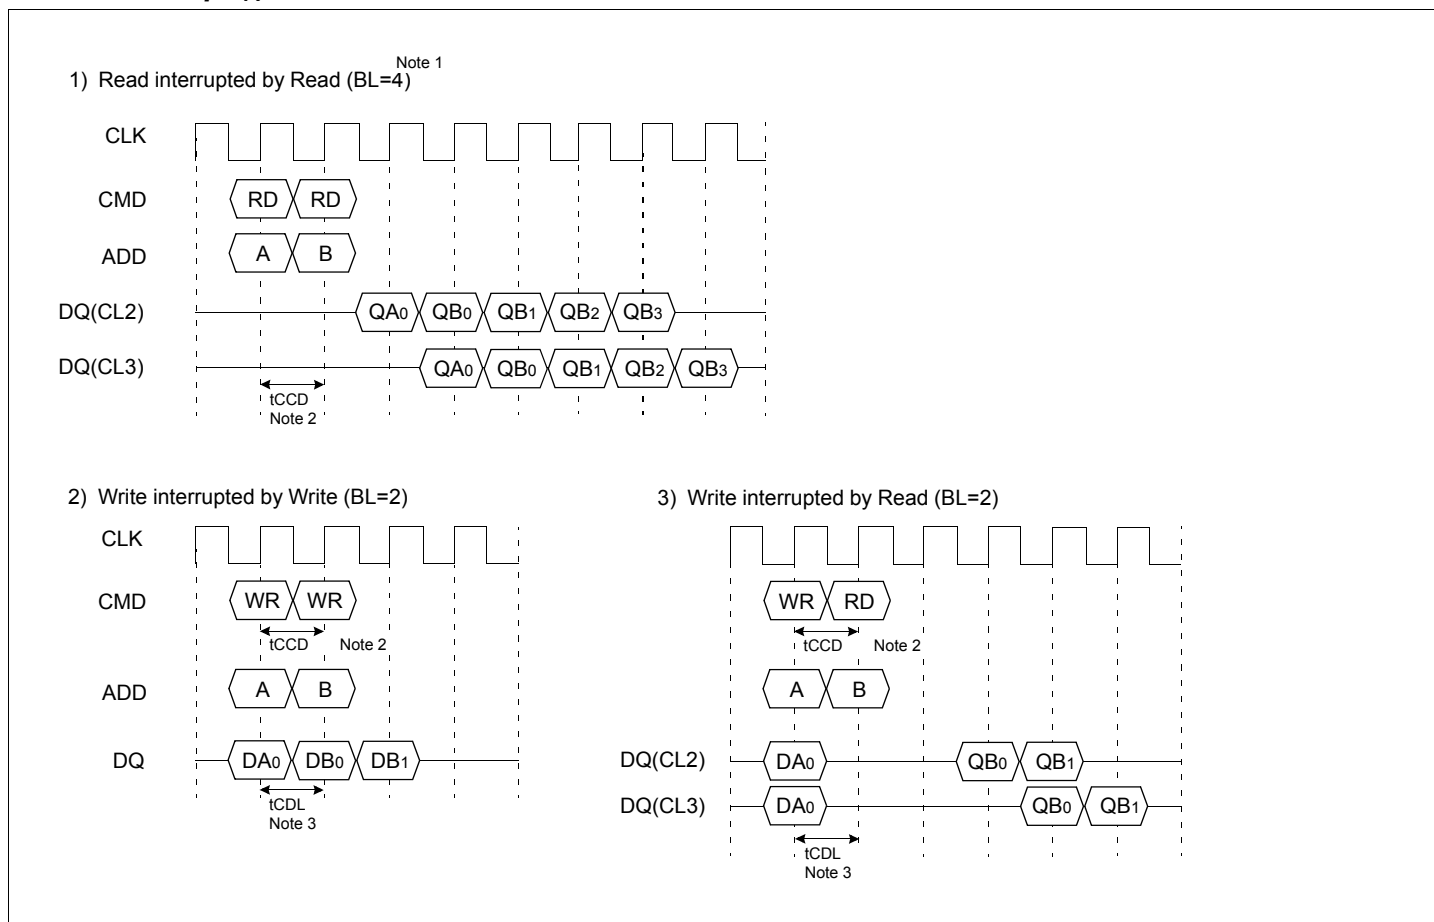 1) Read interrupted by Read (BL=4) Note 1
CLK
CMD RD RD
ADD A B
DQ(CL2) QA0 QB0 QB1 QB2 QB3
DQ(CL3) QA0 QB0 QB1 QB2 QB3
tCCD
Note 2
2) Write interrupted by Write (BL=2)
CLK
CMD WR WR
tCCD Note 2
ADD A B
DQ DA0 DB0 DB1
tCDL
Note 3
3) Write interrupted by Read (BL=2)
WR RD
tCCD Note 2
A B
DQ(CL2) DA0 QB0 QB1
DQ(CL3) DA0 QB0 QB1
tCDL
Note 3